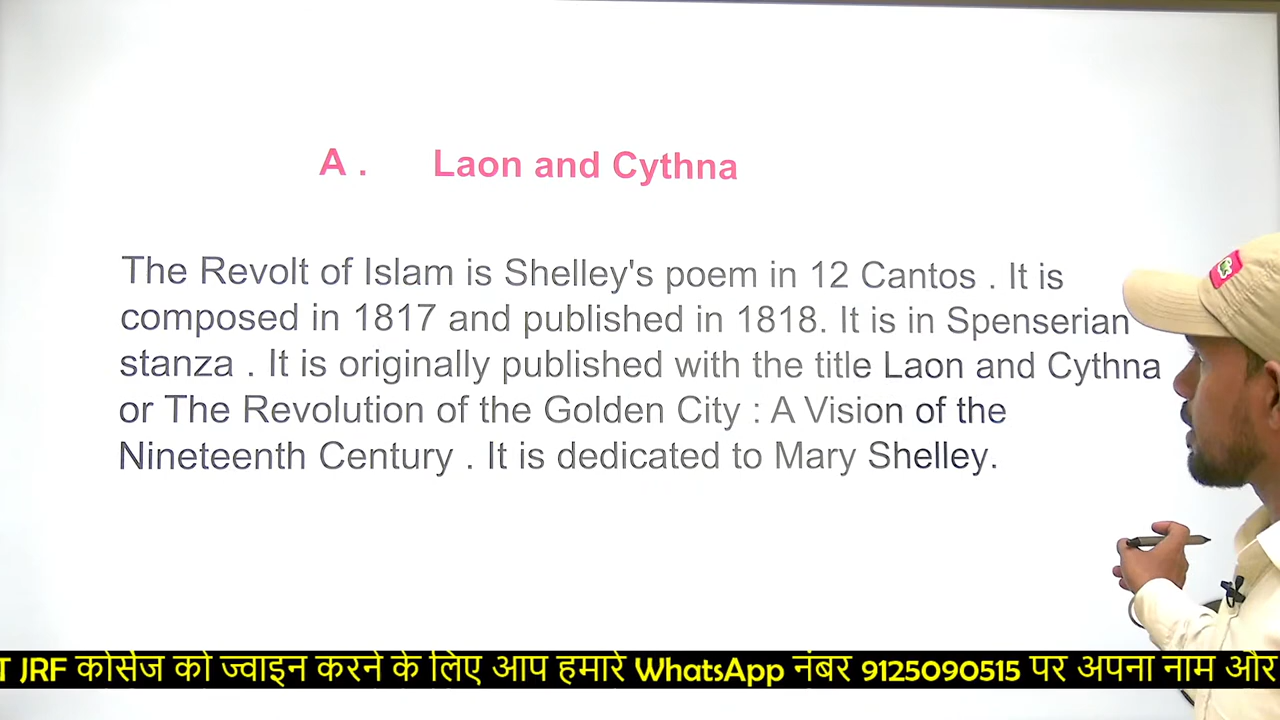 A . Laon and Cythna
The Revolt of Islam is Shelley's poem in 12 Cantos . It is
composed in 1817 and published in 1818. It is in Spenserian
stanza . It is originally published with the title Laon and Cythna
or The Revolution of the Golden City : A Vision of the
Nineteenth Century . It is dedicated to Mary Shelley.
T JRF कोर्सेज को ज्वाइन करने के लिए आप हमारे WhatsApp नंबर 9125090515 पर अपना नाम और